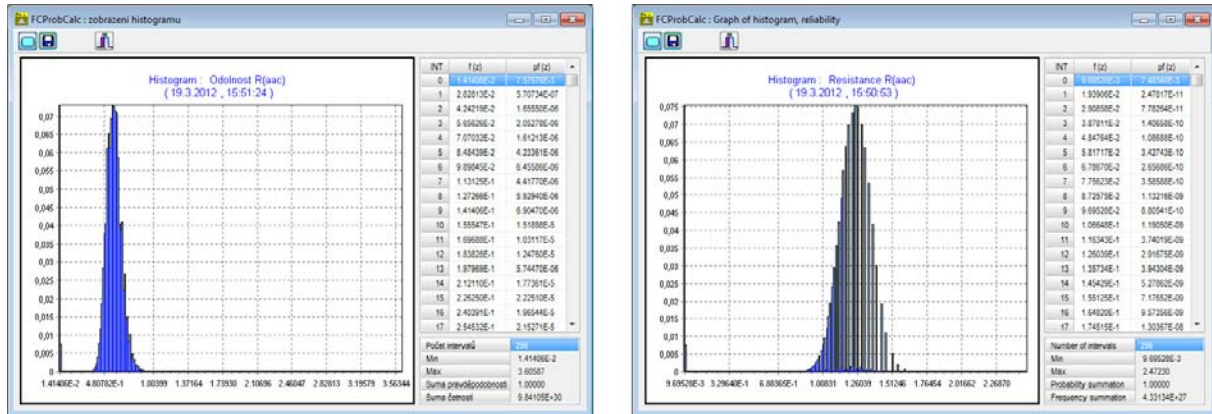 FCProbCalc : zobrazeni histogramu
Histogram : Odolnost R(aac)
( 19.3.2012 , 15:51:24 )
0,07
0,065
0,06
0,055
0,05
0,045
0,04
0,035
0,03
0,025
0,02
0,015
0,01
0,005
0
1.41406E-2 4.80782E-1 1.00399 1.37164 1.73930 2.10696 2.46047 2.82813 3.19579 3.56344
INT f (z) pf (z)
0 1.41406E-2
1 2.82813E-2 5.70734E-07
2 4.24219E-2 1.65550E-06
3 5.65626E-2 2.05278E-06
4 7.07032E-2 1.61213E-06
5 8.48439E-2 4.23361E-06
6 9.89845E-2 6.45586E-06
7 1.13125E-1 4.41770E-06
8 1.27266E-1 5.92940E-06
9 1.41406E-1 6.90470E-06
10 1.55547E-1 1.51898E-5
11 1.69688E-1 1.03117E-5
12 1.83828E-1 1.24760E-5
13 1.97969E-1 5.74470E-06
14 2.12110E-1 1.77361E-5
15 2.26250E-1 2.22510E-5
16 2.40391E-1 1.96544E-5
17 2.54532E-1 2.15271E-5
Počet intervalů 256
Min 1.41406E-2
Max 3.60587
Suma pravděpodobnosti 1.00000
Suma četností 9.84105E+30
FCProbCalc : Graph of histogram, reliability
Histogram : Resistance R(aac)
( 19.3.2012 , 15:50:53 )
0,075
0,07
0,065
0,06
0,055
0,05
0,045
0,04
0,035
0,03
0,025
0,02
0,015
0,01
0,005
0
9.69528E-3 3.29640E-1 6.88365E-1 1.00831 1.26039 1.51246 1.76454 2.01662 2.26870
INT f (z) pf (z)
0 9.69528E-3
1 1.93906E-2 2.47817E-11
2 2.90858E-2 7.78264E-11
3 3.87811E-2 1.40658E-10
4 4.84764E-2 1.08688E-10
5 5.81717E-2 3.42743E-10
6 6.78670E-2 2.65686E-10
7 7.75623E-2 3.58588E-10
8 8.72575E-2 1.13216E-09
9 9.69528E-2 8.80541E-10
10 1.06648E-1 1.19050E-09
11 1.16343E-1 3.74019E-09
12 1.26039E-1 2.91675E-09
13 1.35734E-1 3.94304E-09
14 1.45429E-1 5.27862E-09
15 1.55125E-1 7.17652E-09
16 1.64820E-1 9.57356E-09
17 1.74515E-1 1.30367E-08
Number of intervals 256
Min 9.69528E-3
Max 2.47230
Probability summation 1.00000
Frequency summation 4.33134E+27